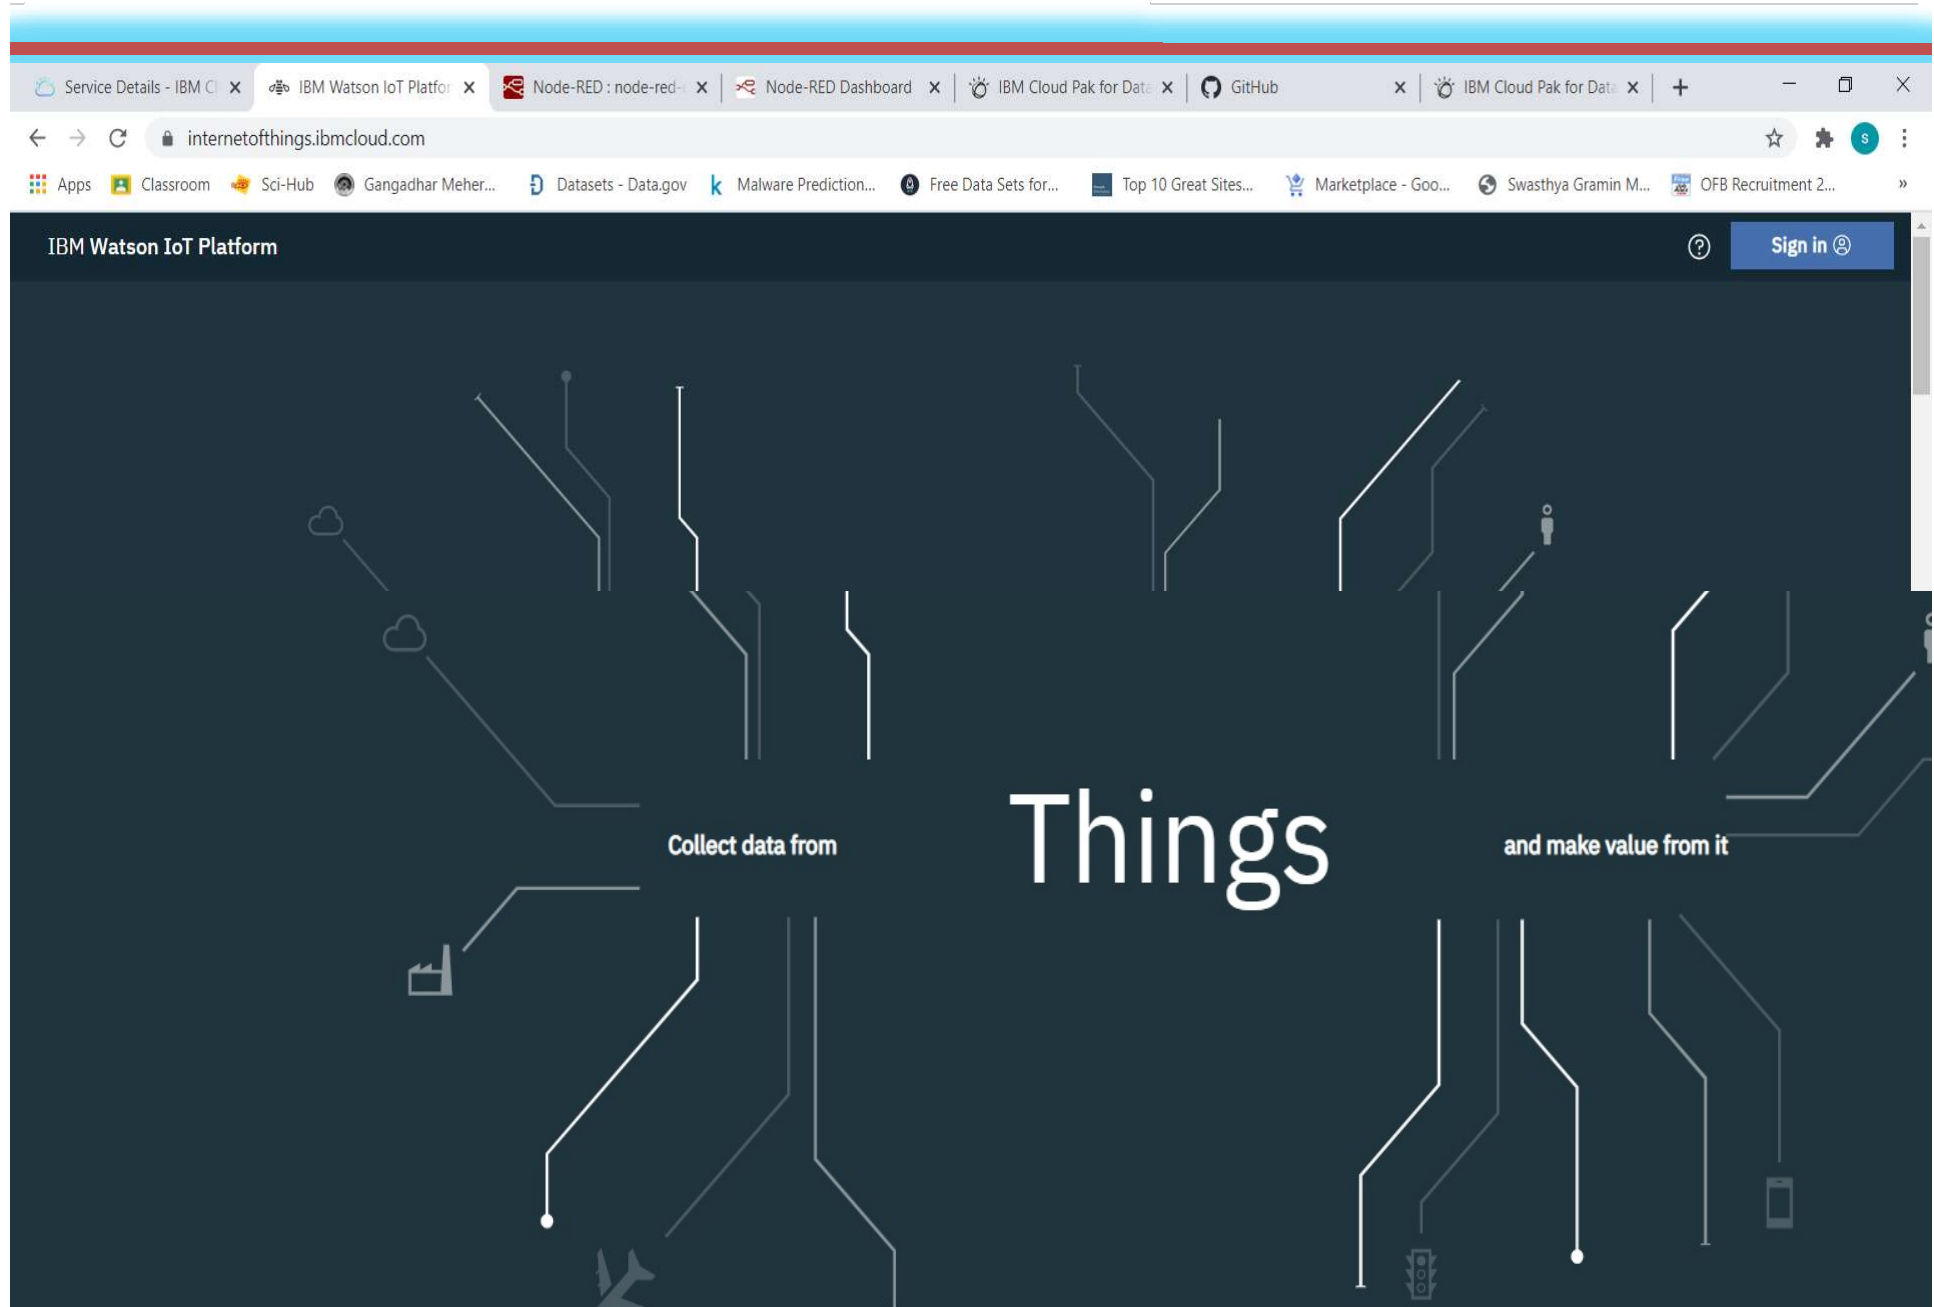 Service Details - IBM Cl
IBM Watson IoT Platfor
Node-RED : node-red-
Node-RED Dashboard
IBM Cloud Pak for Data
GitHub
IBM Cloud Pak for Data
internetofthings.ibmcloud.com
S
Apps
Classroom
Sci-Hub
Gangadhar Meher...
Datasets - Data.gov
Malware Prediction...
Free Data Sets for...
Top 10 Great Sites...
Marketplace - Goo...
Swasthya Gramin M...
OFB Recruitment 2...
»
IBM Watson IoT Platform
Sign in
Collect data from
Things
and make value from it